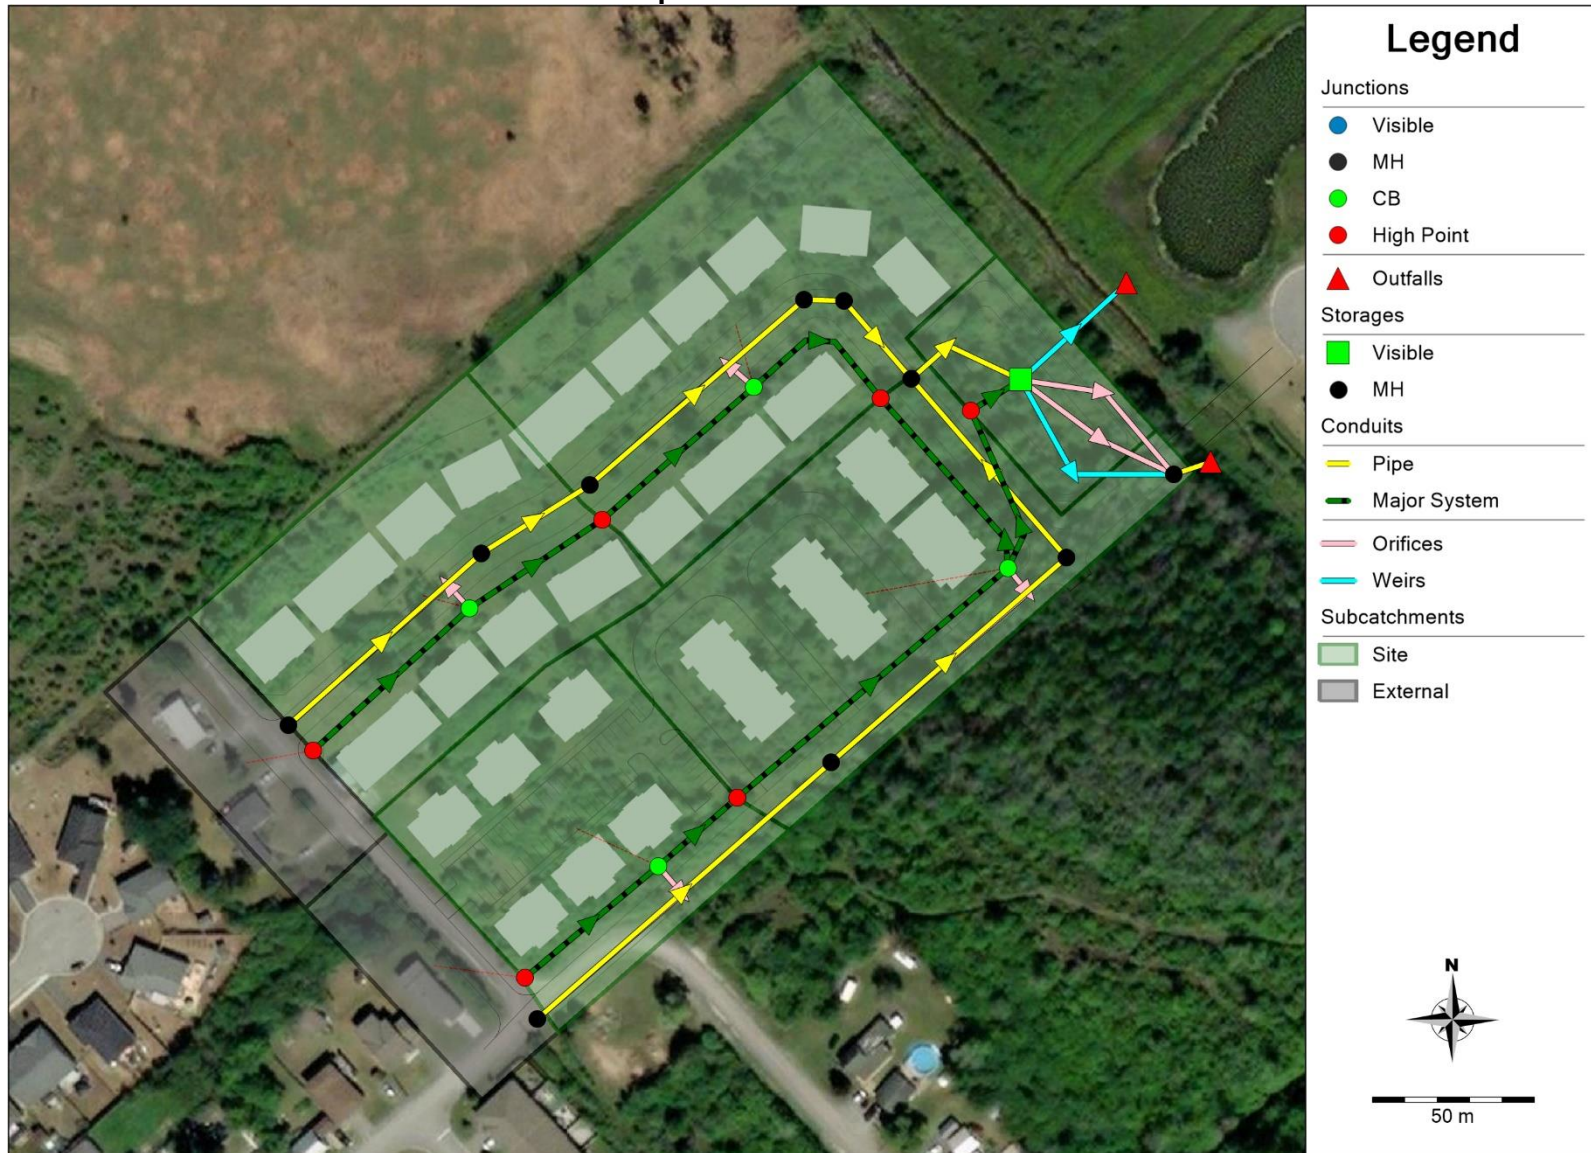 Legend
Junctions
Visible
MH
CB
High Point
Outfalls
Storages
Visible
MH
Conduits
Pipe
Major System
Orifices
Weirs
Subcatchments
Site
External
N
50 m